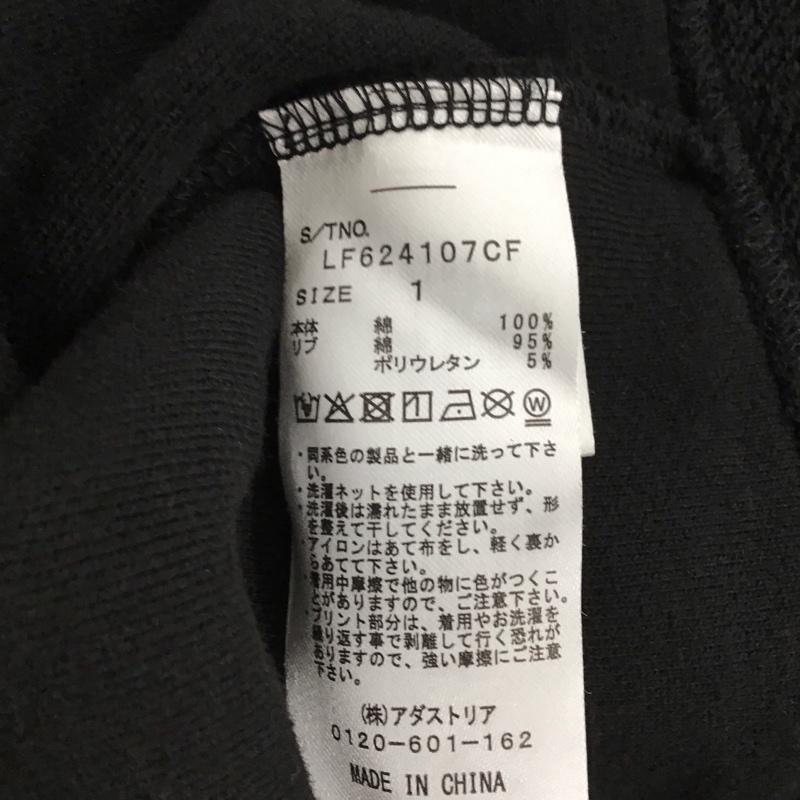 S/TNO.
LF624107CF
SIZE 1
本体 綿 100%
リブ 綿 95%
ポリウレタン 5%
W
・同系色の製品と一緒に洗って下さ
い。
・洗濯ネットを使用して下さい。
・洗濯後は濡れたまま放置せず、形
を整えて干してください。
・アイロンはあて布をし、軽く裏か
らあてて下さい。
・着用中摩擦で他の物に色がつくこ
とがありますので、ご注意下さい。
・プリント部分は、着用やお洗濯を
繰り返す事で剥離して行く恐れが
ありますので、強い摩擦にご注意
下さい。
(株)アダストリア
0120-601-162
MADE IN CHINA